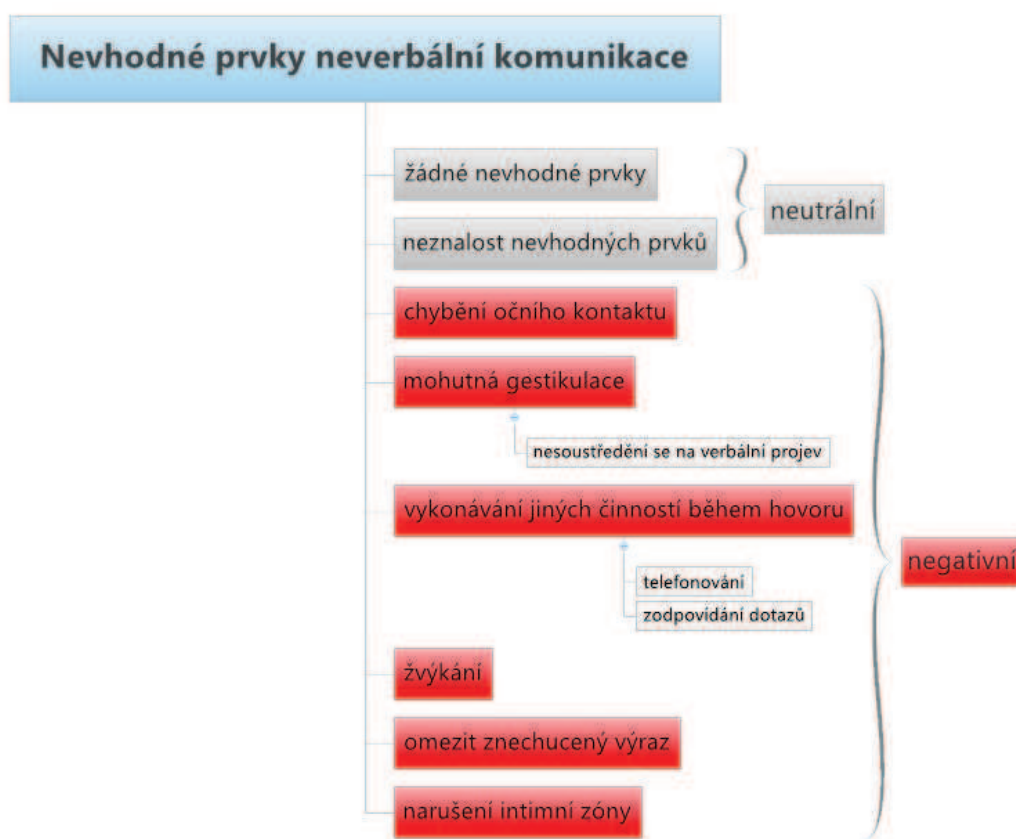 Nevhodné prvky neverbální komunikace
žádné nevhodné prvky
neutrální
neznalost nevhodných prvků
chybění očního kontaktu
mohutná gestikulace
nesoustředění se na verbální projev
vykonávání jiných činností během hovoru
negativní
telefonování
zodpovídání dotazů
žvýkání
omezit znechucený výraz
narušení intimní zóny